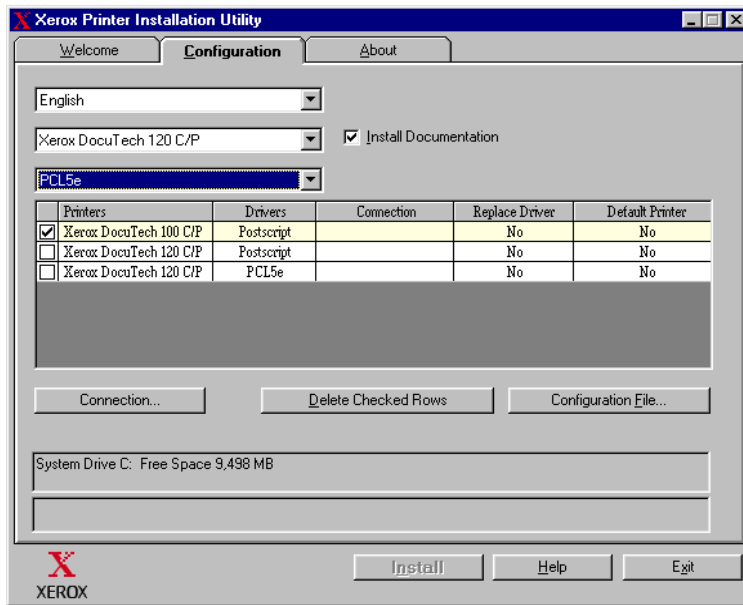 Xerox Printer Installation Utility
Welcome Configuration About
English
Xerox DocuTech 120 C/P Install Documentation
PCL5e
Printers Drivers Connection Replace Driver Default Printer
Xerox DocuTech 100 C/P Postscript No No
Xerox DocuTech 120 C/P Postscript No No
Xerox DocuTech 120 C/P PCL5e No No
Connection... Delete Checked Rows Configuration File...
System Drive C: Free Space 9,498 MB
Install Help Exit
XEROX